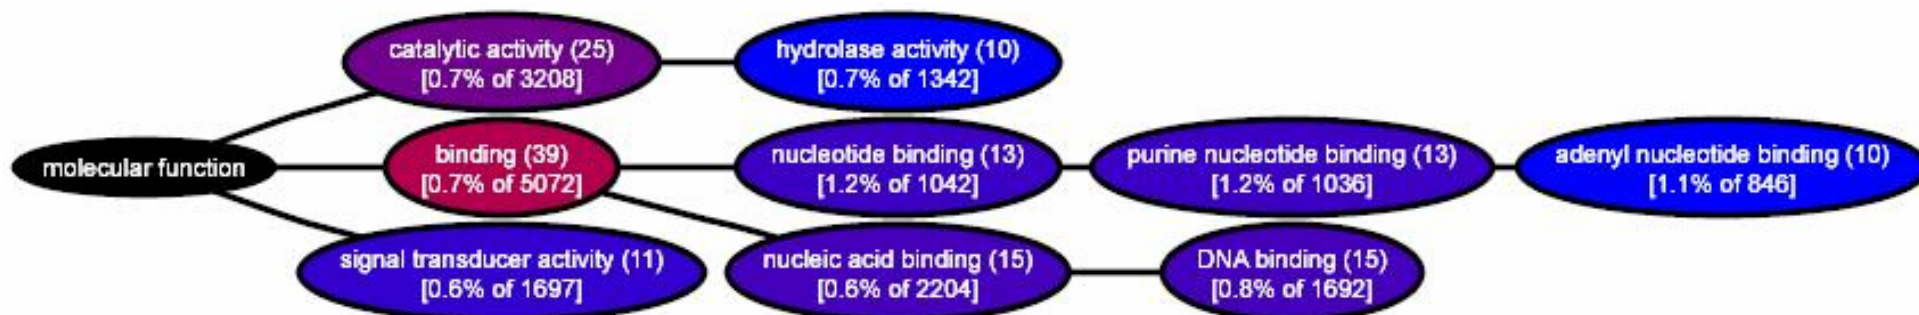 catalytic activity (25)
[0.7% of 3208]
hydrolase activity (10)
[0.7% of 1342]
molecular function
binding (39)
[0.7% of 5072]
nucleotide binding (13)
[1.2% of 1042]
purine nucleotide binding (13)
[1.2% of 1036]
adenyl nucleotide binding (10)
[1.1% of 846]
signal transducer activity (11)
[0.6% of 1697]
nucleic acid binding (15)
[0.6% of 2204]
DNA binding (15)
[0.8% of 1692]